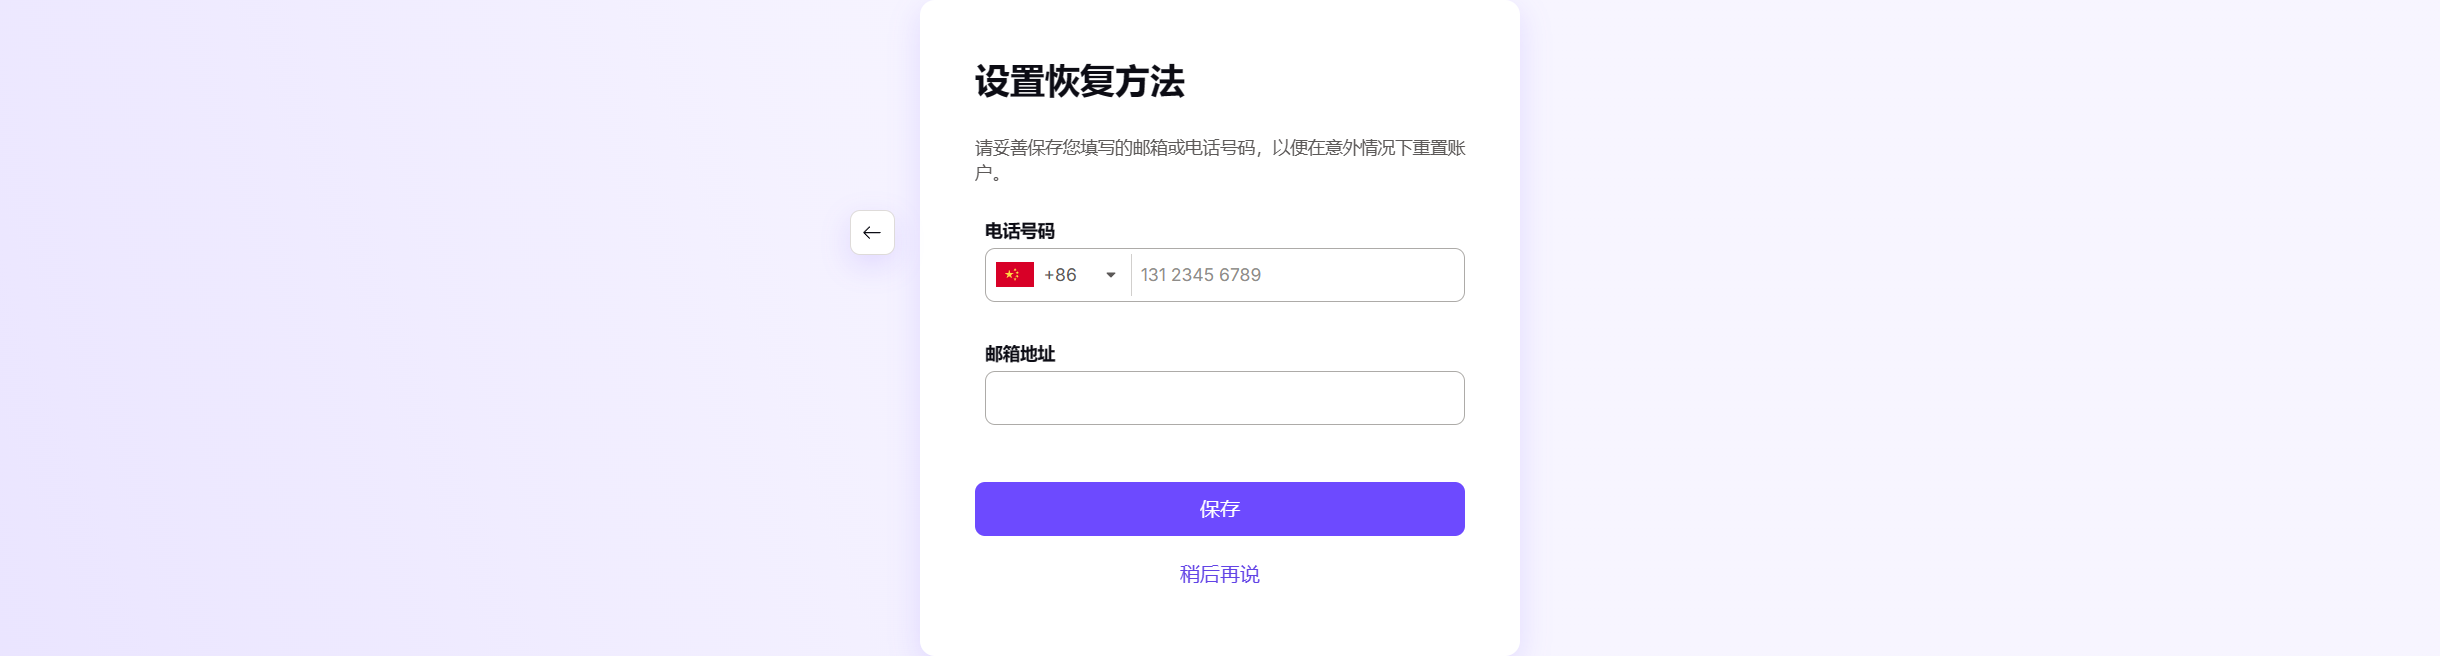 设置恢复方法
请妥善保存您填写的邮箱或电话号码，以便在意外情况下重置账
户。
电话号码
+86 131 2345 6789
邮箱地址
保存
稍后再说